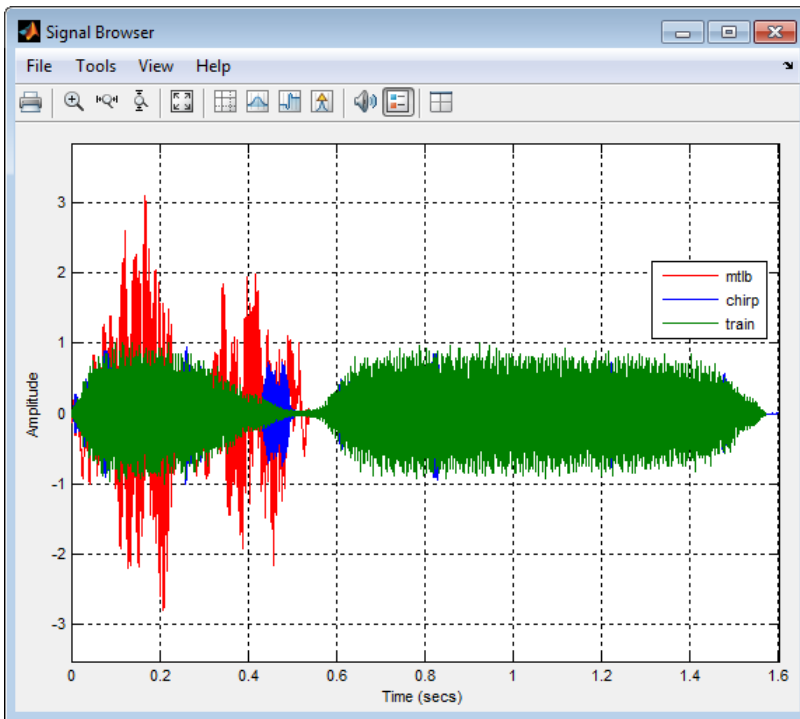 Signal Browser
File Tools View Help
3
2
1
0
-1
-2
-3
Amplitude
mtlb
chirp
train
0 0.2 0.4 0.6 0.8 1 1.2 1.4 1.6
Time (secs)